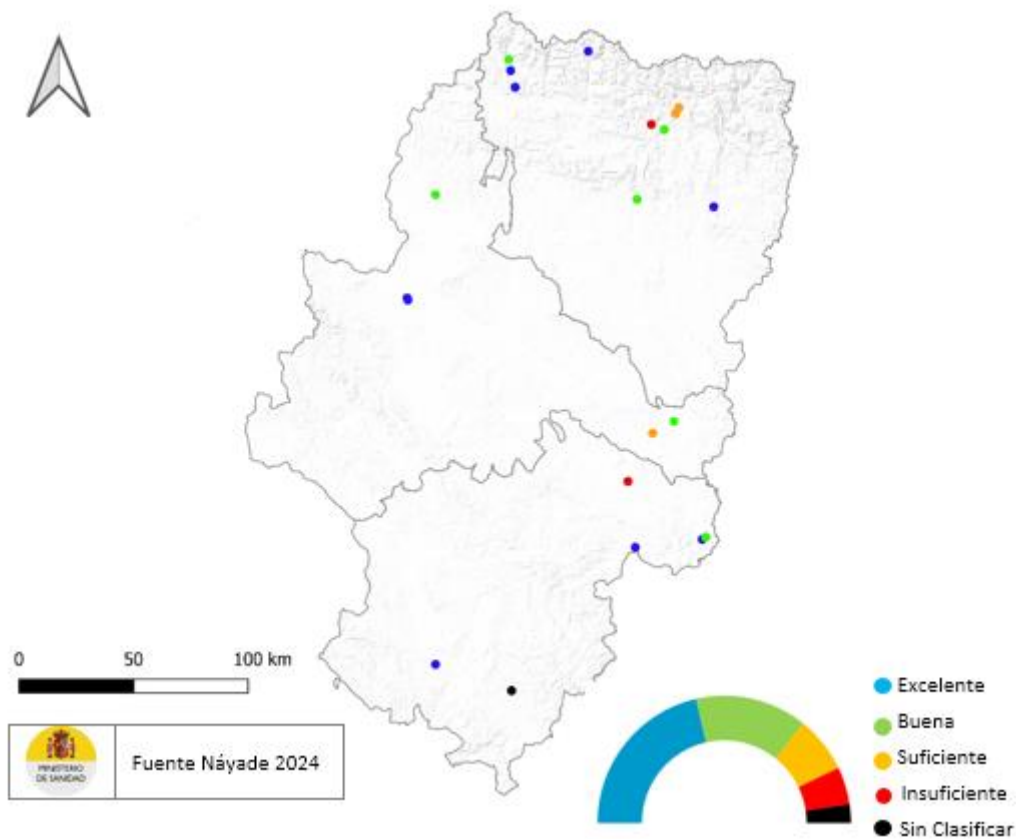 0 50 100 km
MINISTERIO
DE SANIDAD
Fuente Náyade 2024
Excelente
Buena
Suficiente
Insuficiente
Sin Clasificar